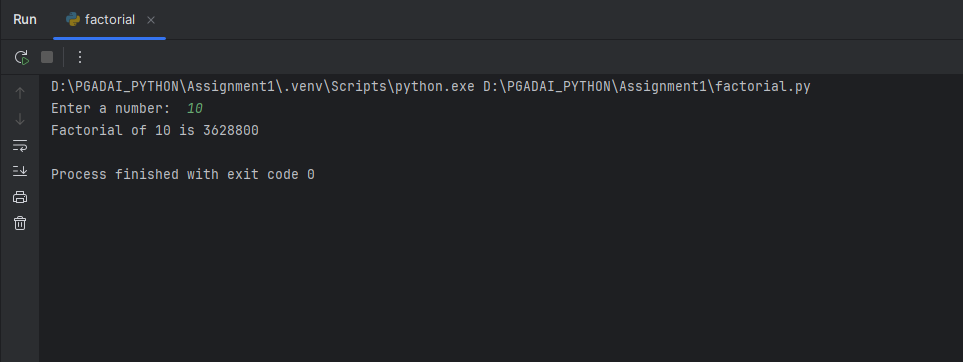 Run factorial
D:\PGADAI_PYTHON\Assignment1\.venv\Scripts\python.exe D:\PGADAI_PYTHON\Assignment1\factorial.py
Enter a number:  10
Factorial of 10 is 3628800
Process finished with exit code 0